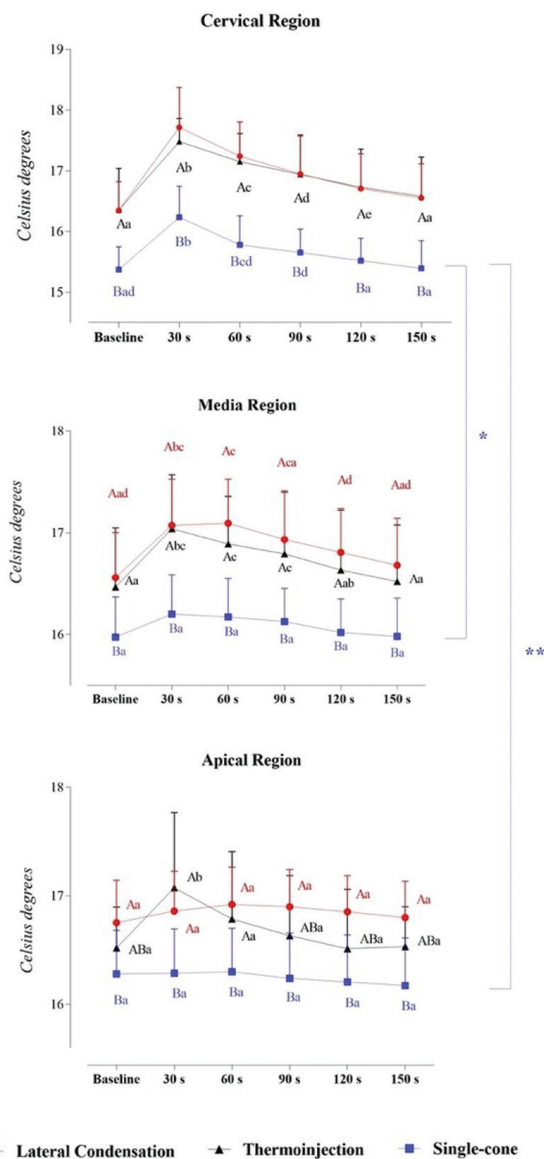 Cervical Region
19
18
17
16
15
Celsius degrees
Aa
Ab
Ac
Ad
Ae
Aa
Bad
Bb
Bcd
Bd
Ba
Ba
Baseline
30 s
60 s
90 s
120 s
150 s
*
**
Media Region
18
17
16
Celsius degrees
Aad
Abc
Ac
Aca
Ad
Aad
Aa
Abc
Ac
Ac
Aab
Aa
Ba
Ba
Ba
Ba
Ba
Ba
Baseline
30 s
60 s
90 s
120 s
150 s
Apical Region
18
17
16
Celsius degrees
Aa
Aa
Aa
Aa
Aa
Aa
ABa
Ab
Aa
ABa
ABa
ABa
Ba
Ba
Ba
Ba
Ba
Ba
Baseline
30 s
60 s
90 s
120 s
150 s
Lateral Condensation
Thermoinjection
Single-cone